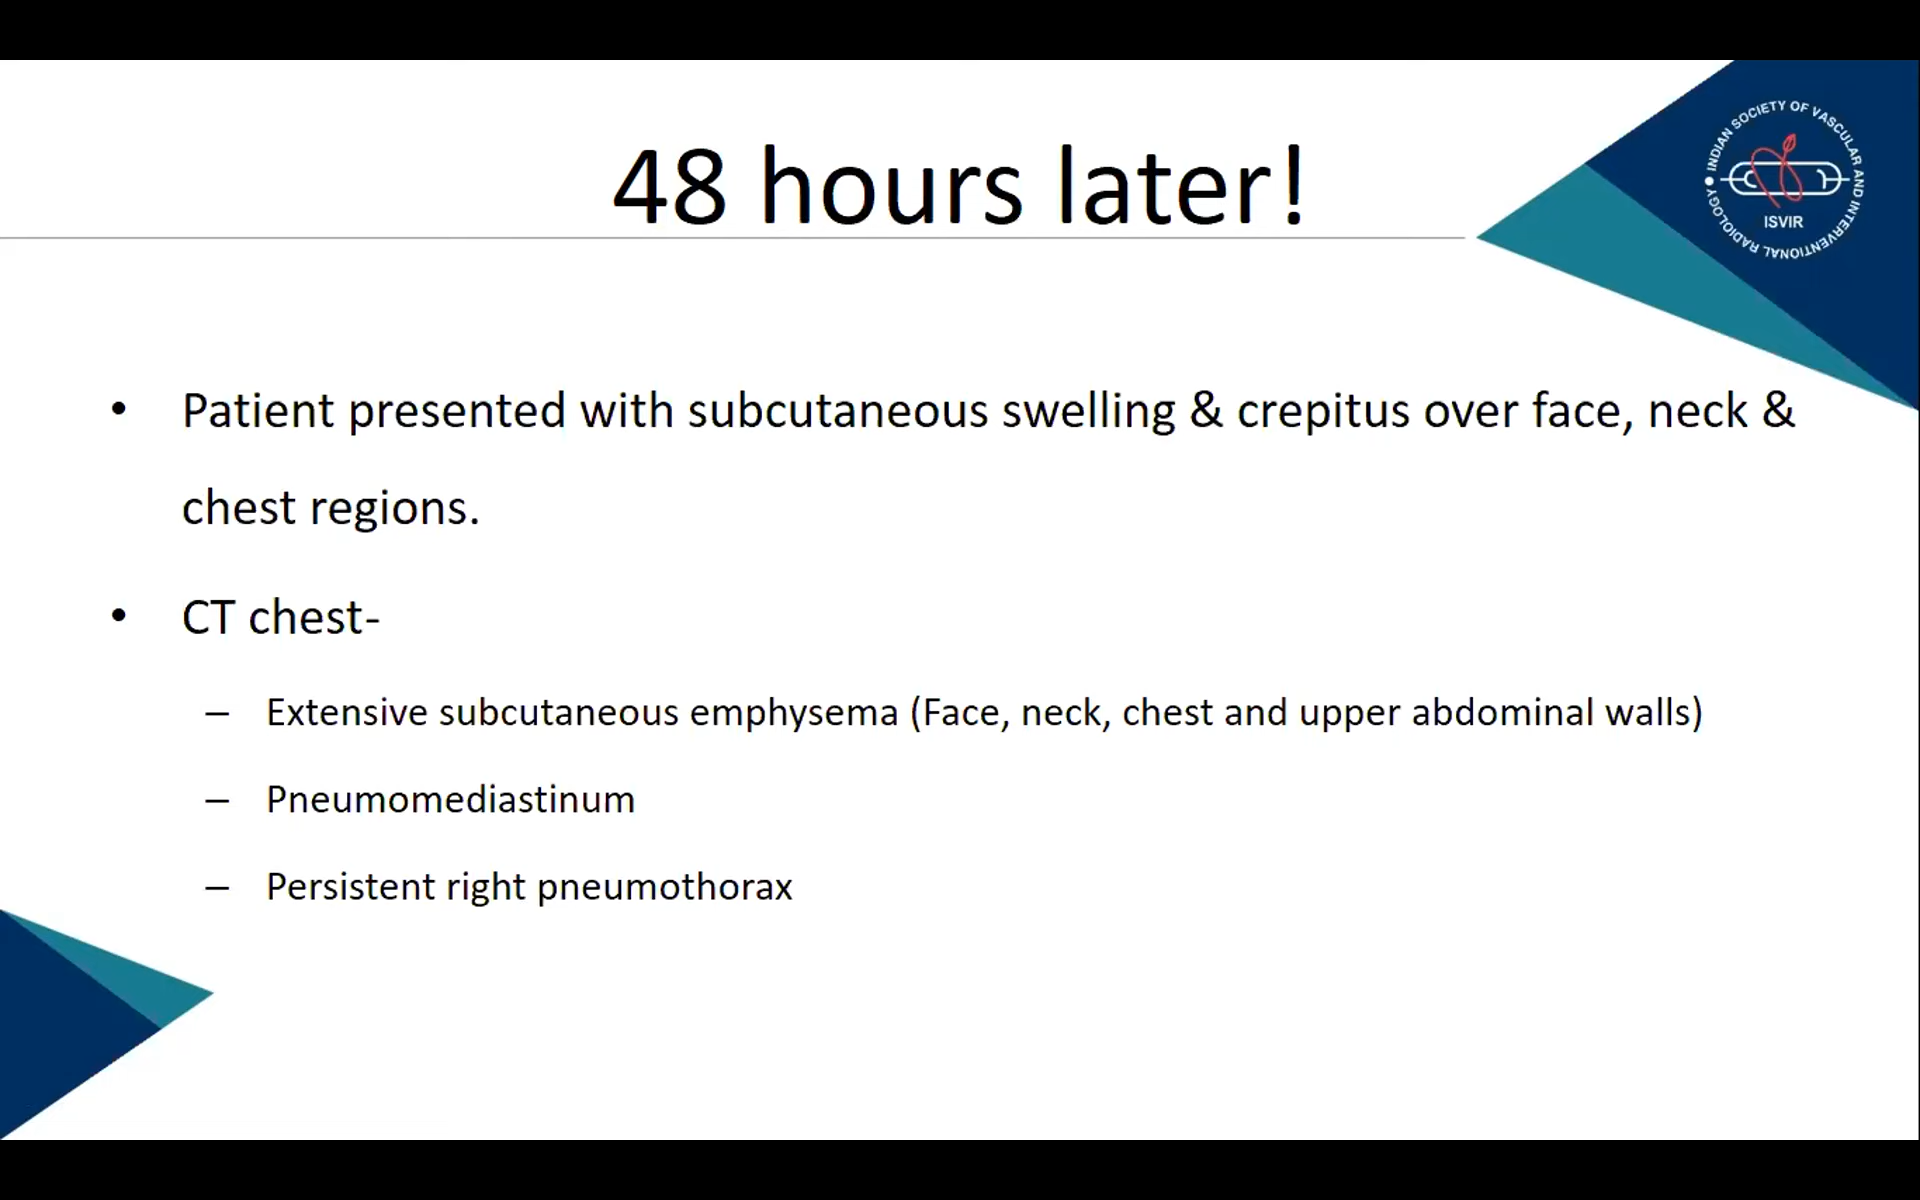 48 hours later!
INDIAN SOCIETY OF VASCULAR AND INTERVENTIONAL RADIOLOGY
ISVIR
• Patient presented with subcutaneous swelling & crepitus over face, neck &
chest regions.
• CT chest-
– Extensive subcutaneous emphysema (Face, neck, chest and upper abdominal walls)
– Pneumomediastinum
– Persistent right pneumothorax